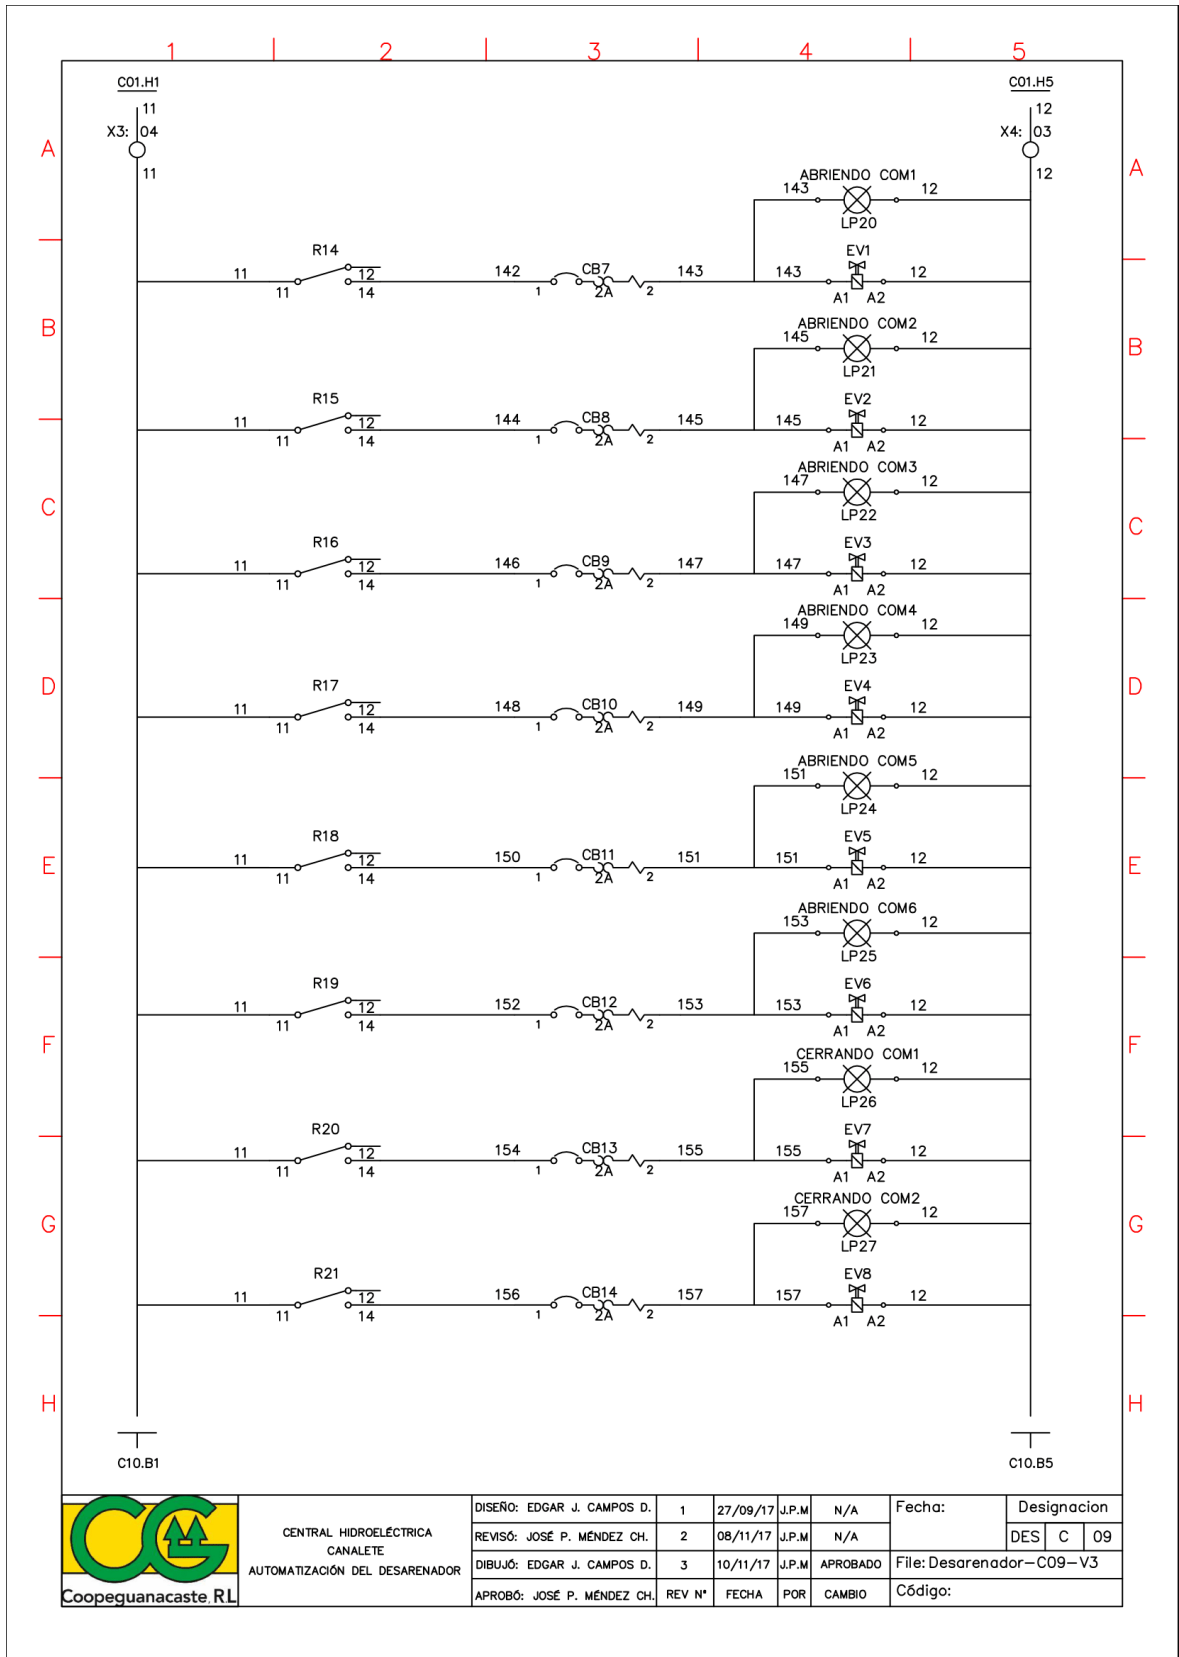 1 2 3 4 5
C01.H1 C01.H5
11 12
X3: 04 X4: 03
A
11 12
A
ABRIENDO COM1
143 12
LP20
R14 EV1
11 12 142 CB7 143 143 12
11 14 1 2A 2 A1 A2
B B
ABRIENDO COM2
145 12
LP21
R15 EV2
11 12 144 CB8 145 145 12
11 14 1 2A 2 A1 A2
ABRIENDO COM3
147 12
C C
LP22
R16 EV3
11 12 146 CB9 147 147 12
11 14 1 2A 2 A1 A2
ABRIENDO COM4
149 12
LP23
D D
R17 EV4
11 12 148 CB10 149 149 12
11 14 1 2A 2 A1 A2
ABRIENDO COM5
151 12
LP24
R18 EV5
E E
11 12 150 CB11 151 151 12
11 14 1 2A 2 A1 A2
ABRIENDO COM6
153 12
LP25
R19 EV6
11 12 152 CB12 153 153 12
11 14 1 2A 2 A1 A2
F F
CERRANDO COM1
155 12
LP26
R20 EV7
11 12 154 CB13 155 155 12
11 14 1 2A 2 A1 A2
CERRANDO COM2
157 12
G G
LP27
R21 EV8
11 12 156 CB14 157 157 12
11 14 1 2A 2 A1 A2
H H
C10.B1 C10.B5
CG
Coopeguanacaste, R.L
CENTRAL HIDROELÉCTRICA
CANALETE
AUTOMATIZACIÓN DEL DESARENADOR
DISEÑO: EDGAR J. CAMPOS D. 1 27/09/17 J.P.M N/A
REVISÓ: JOSÉ P. MÉNDEZ CH. 2 08/11/17 J.P.M N/A
DIBUJÓ: EDGAR J. CAMPOS D. 3 10/11/17 J.P.M APROBADO
APROBÓ: JOSÉ P. MÉNDEZ CH. REV N° FECHA POR CAMBIO
Fecha: Designacion
DES C 09
File: Desarenador-C09-V3
Código: